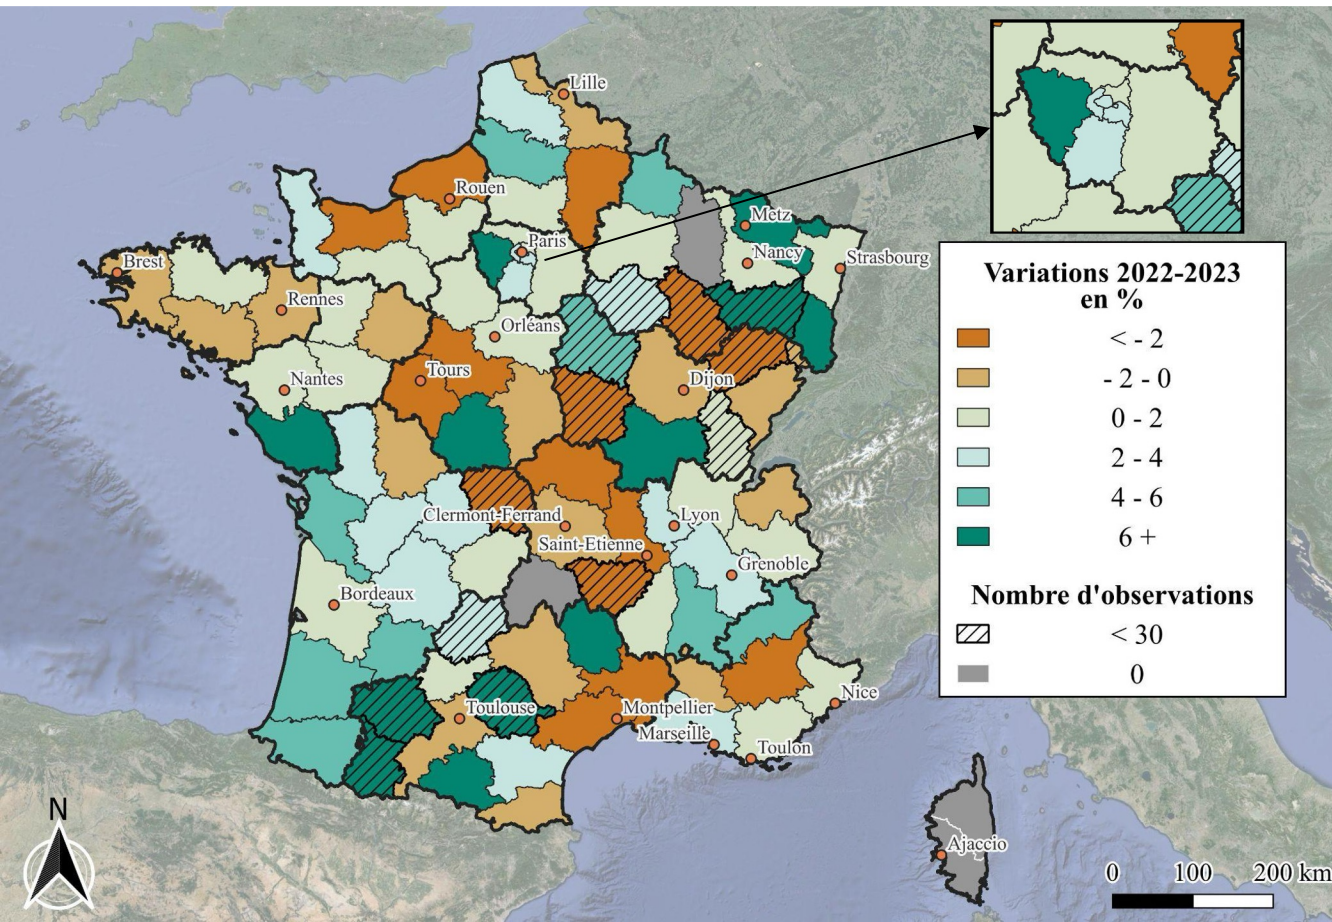 Lille
Rouen
Metz
Paris
Nancy
Strasbourg
Brest
Rennes
Orléans
Nantes
Tours
Dijon
Clermont-Ferrand
Lyon
Saint-Etienne
Grenoble
Bordeaux
Nice
Toulouse
Montpellier
Marseille
Toulon
Ajaccio
N
Variations 2022-2023
en %
< - 2
- 2 - 0
0 - 2
2 - 4
4 - 6
6 +
Nombre d'observations
< 30
0
0 100 200 km